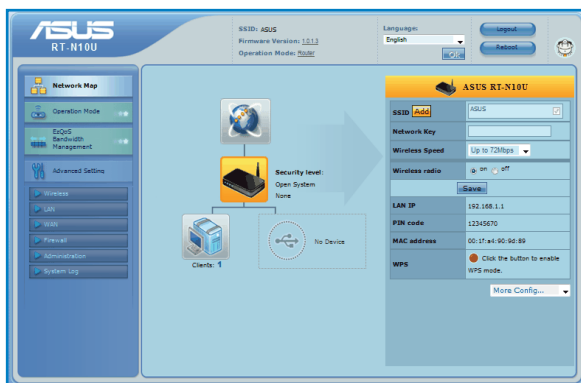 ASUS
RT-N10U
SSID: ASUS
Firmware Version: 1.0.1.3
Operation Mode: Router
Language:
English
Logout
Reboot
Network Map
Operation Mode
EzQoS
Bandwidth
Management
Advanced Setting
Wireless
LAN
WAN
Firewall
Administration
System Log
Security level:
Open System
None
Clients: 1
No Device
ASUS RT-N10U
SSID Add ASUS
Network Key
Wireless Speed Up to 72Mbps
Wireless radio on off
Save
LAN IP 192.168.1.1
PIN code 12345670
MAC address 00:1f:a4:90:9d:89
WPS Click the button to enable
WPS mode.
More Config...